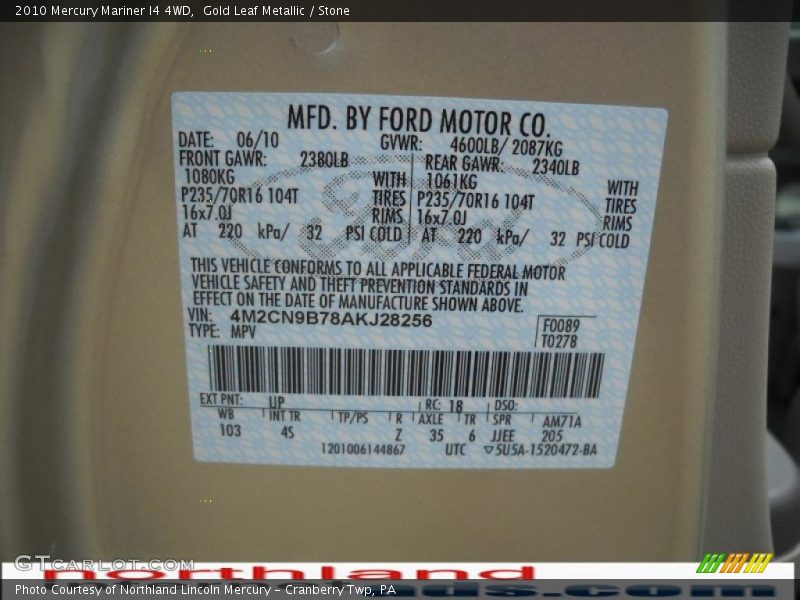 2010 Mercury Mariner I4 4WD,  Gold Leaf Metallic / Stone
MFD. BY FORD MOTOR CO.
DATE: 06/10 GVWR: 4600LB/ 2087KG
FRONT GAWR: 2380LB REAR GAWR: 2340LB
1080KG WITH 1061KG WITH
P235/70R16 104T TIRES P235/70R16 104T TIRES
16x7.0J RIMS 16x7.0J RIMS
AT 220 kPa/ 32 PSI COLD AT 220 kPa/ 32 PSI COLD
THIS VEHICLE CONFORMS TO ALL APPLICABLE FEDERAL MOTOR
VEHICLE SAFETY AND THEFT PREVENTION STANDARDS IN
EFFECT ON THE DATE OF MANUFACTURE SHOWN ABOVE.
VIN: 4M2CN9B78AKJ28256 F0089
TYPE: MPV T0278
EXT PNT: UP RC: 18 DSO:
WB INT TR TP/PS R AXLE TR SPR AM71A
103 4S Z 35 6 JJEE 205
1201006144867 UTC ▽5U5A-1520472-BA
GTCarLot.com
northland
Photo Courtesy of Northland Lincoln Mercury - Cranberry Twp, PA